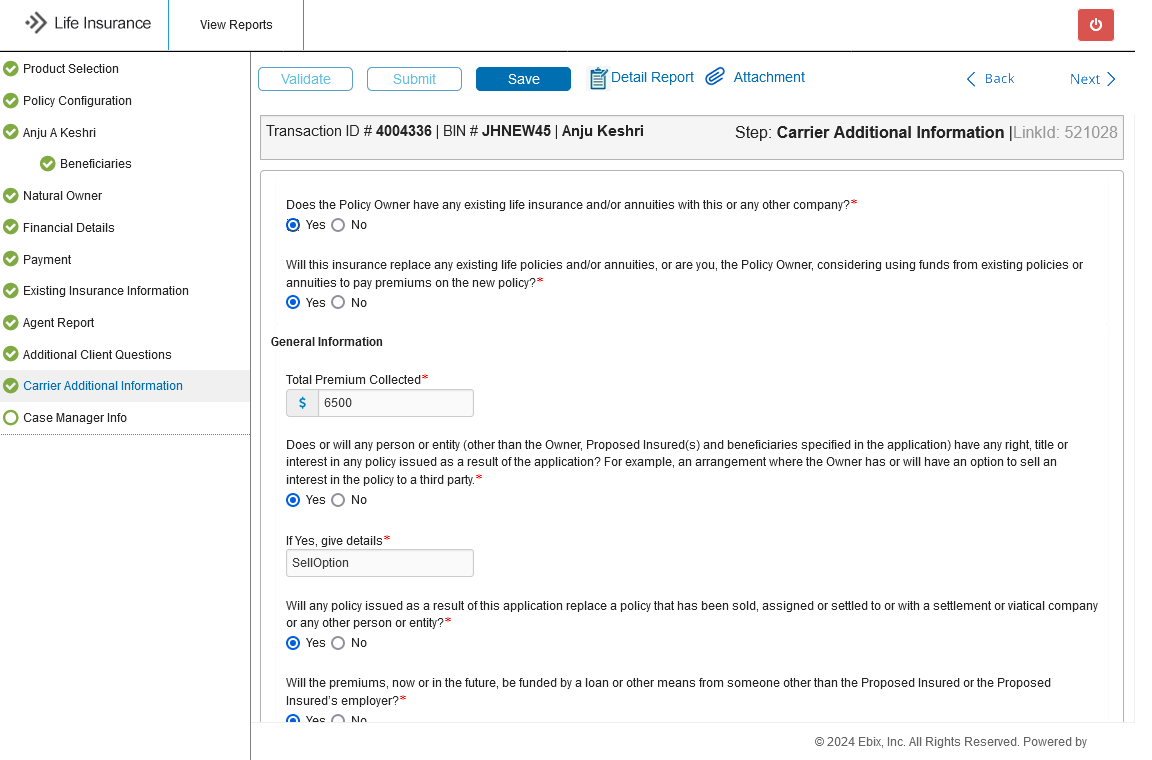 Life Insurance
View Reports
Product Selection
Policy Configuration
Anju A Keshri
Beneficiaries
Natural Owner
Financial Details
Payment
Existing Insurance Information
Agent Report
Additional Client Questions
Carrier Additional Information
Case Manager Info
Validate Submit Save Detail Report Attachment Back Next
Transaction ID # 4004336 | BIN # JHNEW45 | Anju Keshri Step: Carrier Additional Information |LinkId: 521028
Does the Policy Owner have any existing life insurance and/or annuities with this or any other company?*
Yes No
Will this insurance replace any existing life policies and/or annuities, or are you, the Policy Owner, considering using funds from existing policies or
annuities to pay premiums on the new policy?*
Yes No
General Information
Total Premium Collected*
$ 6500
Does or will any person or entity (other than the Owner, Proposed Insured(s) and beneficiaries specified in the application) have any right, title or
interest in any policy issued as a result of the application? For example, an arrangement where the Owner has or will have an option to sell an
interest in the policy to a third party.*
Yes No
If Yes, give details*
SellOption
Will any policy issued as a result of this application replace a policy that has been sold, assigned or settled to or with a settlement or viatical company
or any other person or entity?*
Yes No
Will the premiums, now or in the future, be funded by a loan or other means from someone other than the Proposed Insured or the Proposed
Insured's employer?*
Yes No
© 2024 Ebix, Inc. All Rights Reserved. Powered by